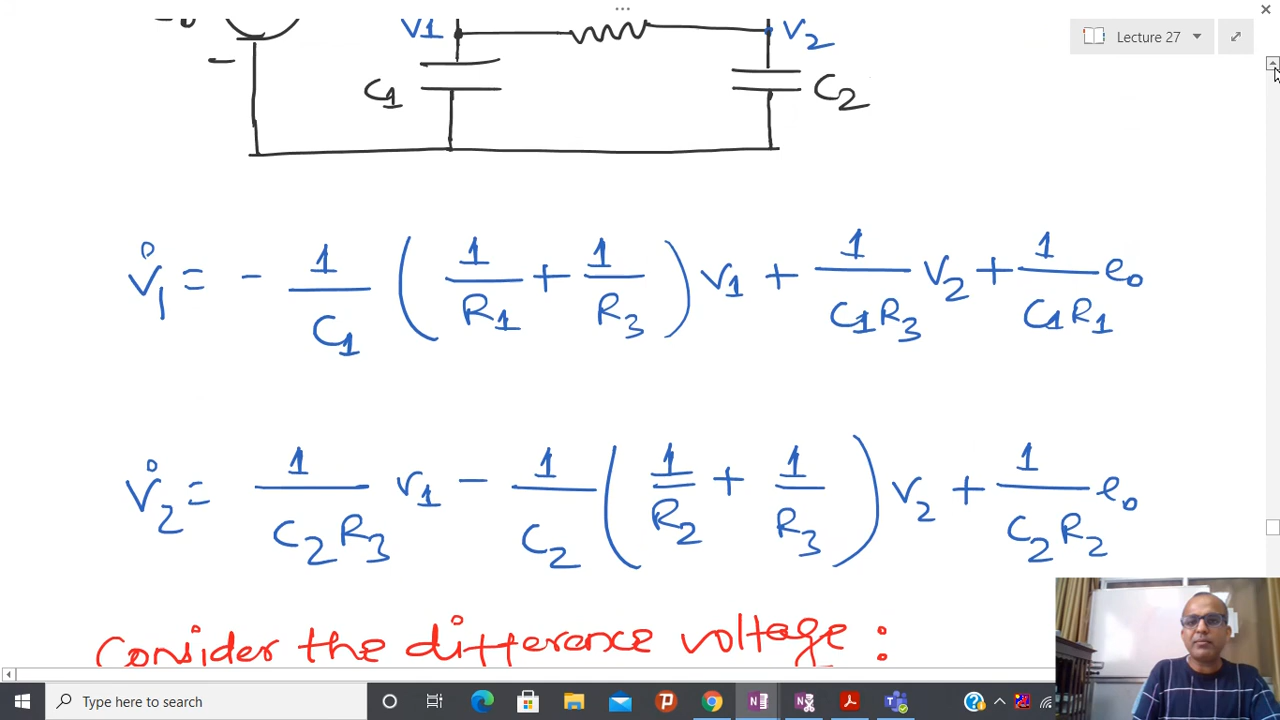 V1
V2
Lecture 27
C1
C2
v̊1 = - 1/C1 (1/R1 + 1/R3) v1 + 1/C1R3 v2 + 1/C1R1 e0
v̊2 = 1/C2R3 v1 - 1/C2 (1/R2 + 1/R3) v2 + 1/C2R2 e0
Consider the difference voltage :
Type here to search